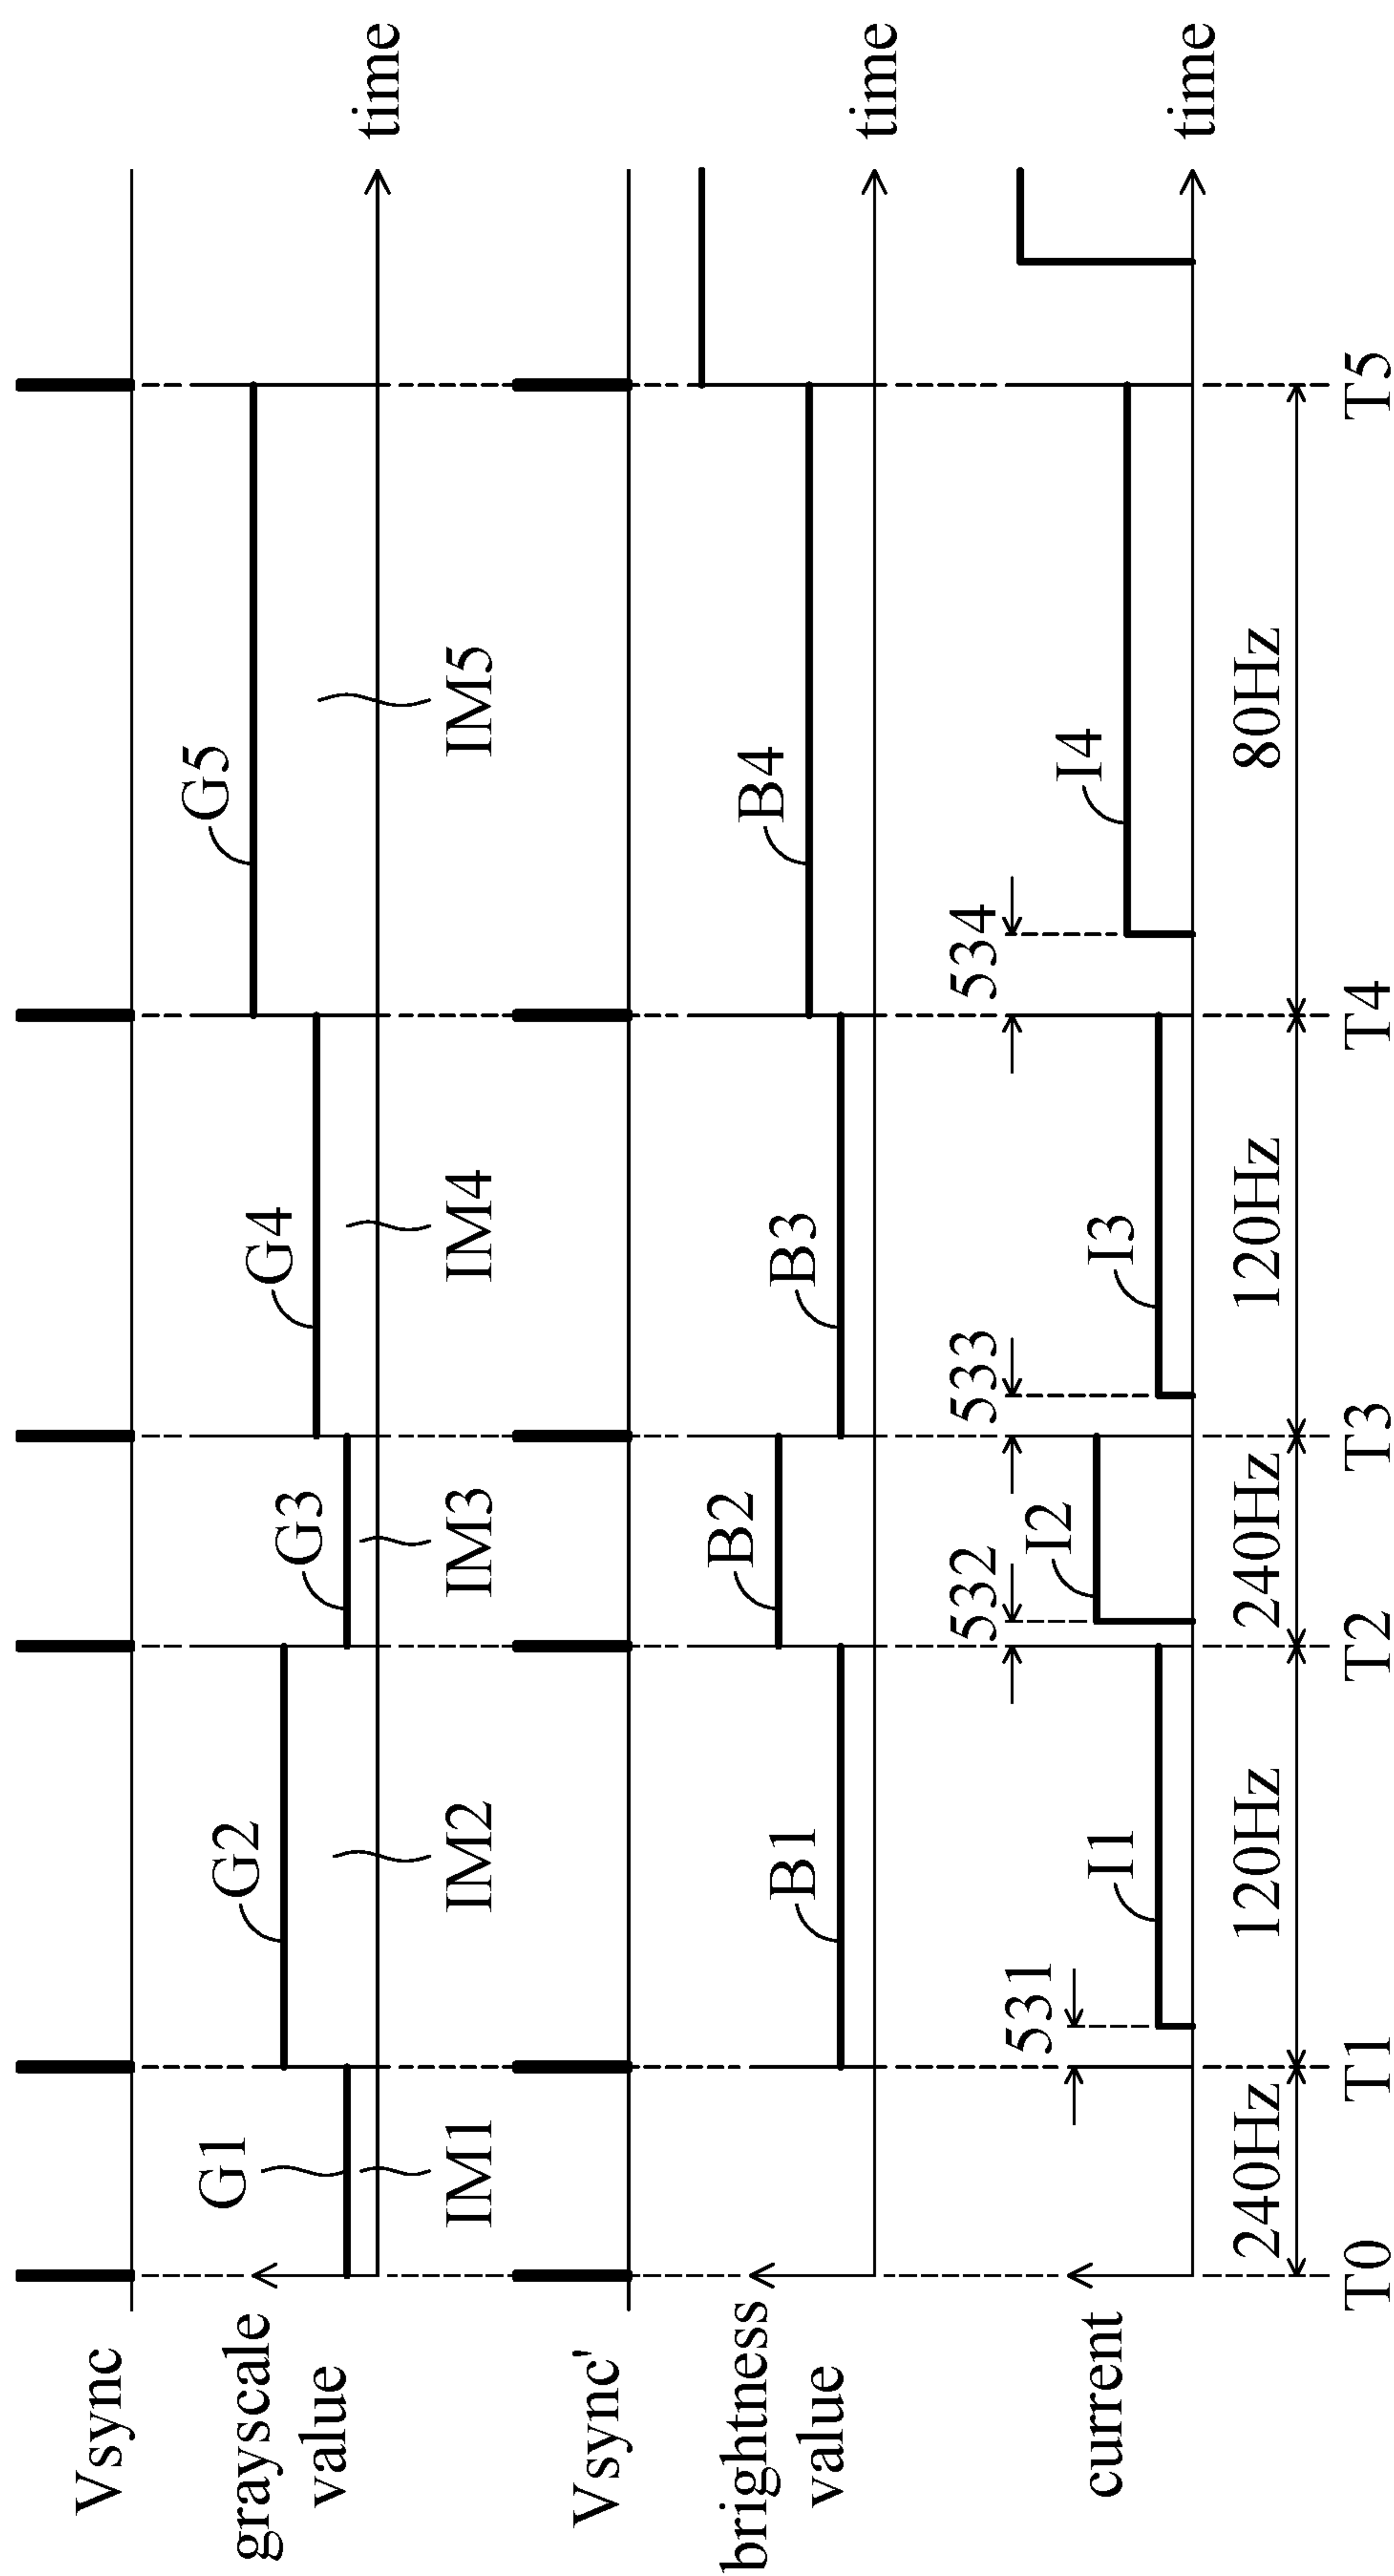 Vsync
grayscale
value
G1
G2
G3
G4
G5
time
IM1
IM2
IM3
IM4
IM5
Vsync'
brightness
value
B1
B2
B3
B4
time
current
531
532
533
534
I1
I2
I3
I4
time
240Hz
120Hz
240Hz
120Hz
80Hz
T0
T1
T2
T3
T4
T5